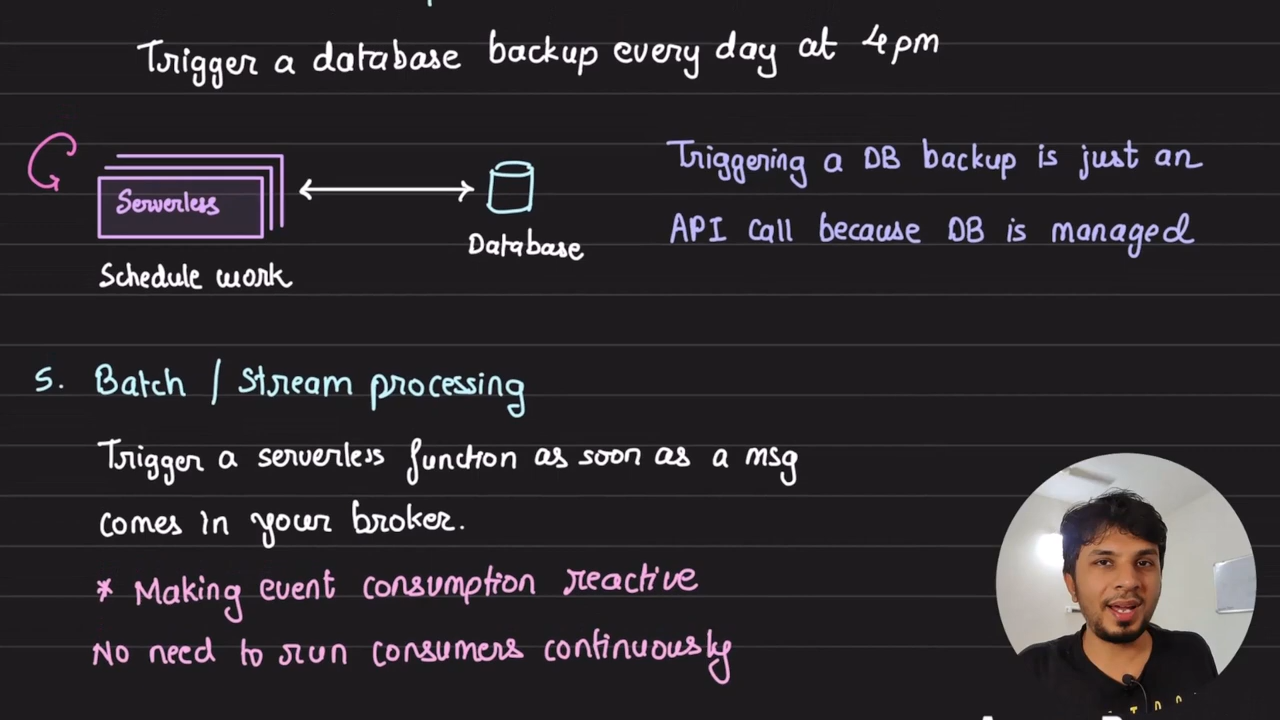 Trigger a database backup every day at 4pm
Serverless
Schedule work
Database
Triggering a DB backup is just an
API call because DB is managed
5. Batch / Stream processing
Trigger a serverless function as soon as a msg
comes in your broker.
* Making event consumption reactive
No need to run consumers continuously